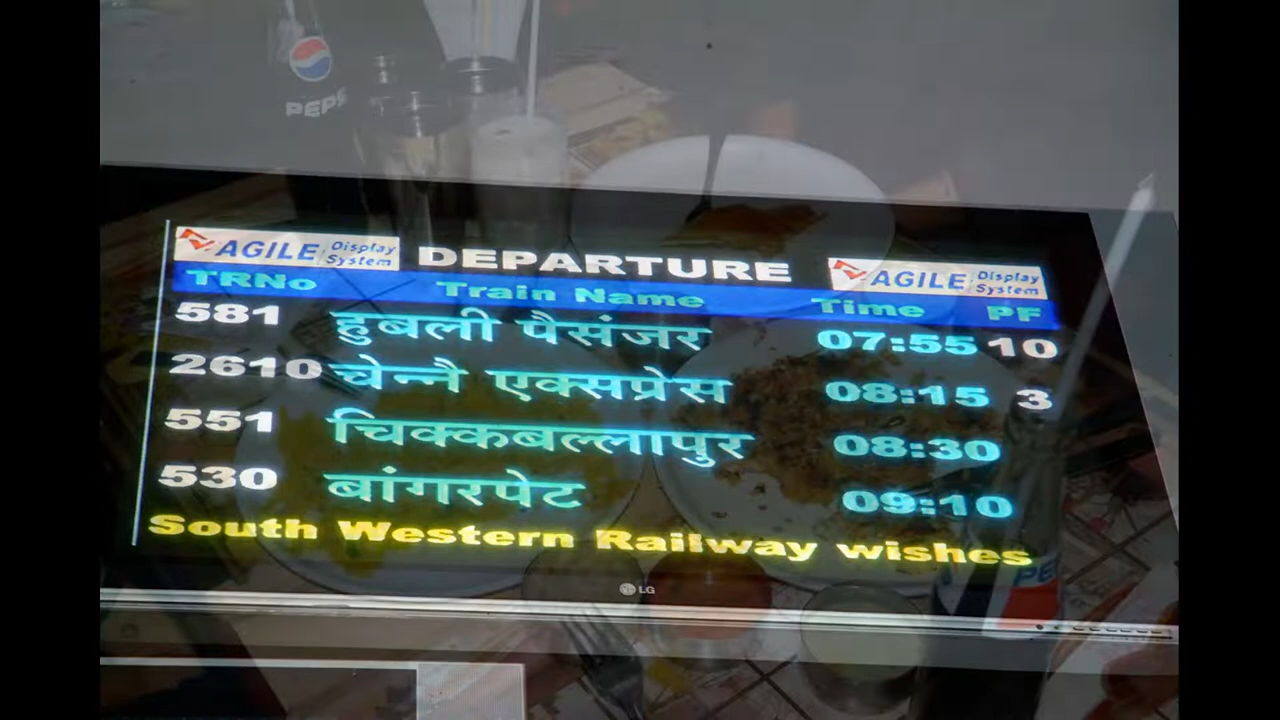 PEPSI
AGILE Display System DEPARTURE AGILE Display System
TRNo Train Name Time PF
581 हुबली पैसंजर 07:55 10
2610 चेन्नै एक्सप्रेस 08:15 3
551 चिक्कबल्लापुर 08:30
530 बांगरपेट 09:10
South Western Railway wishes
PE
LG